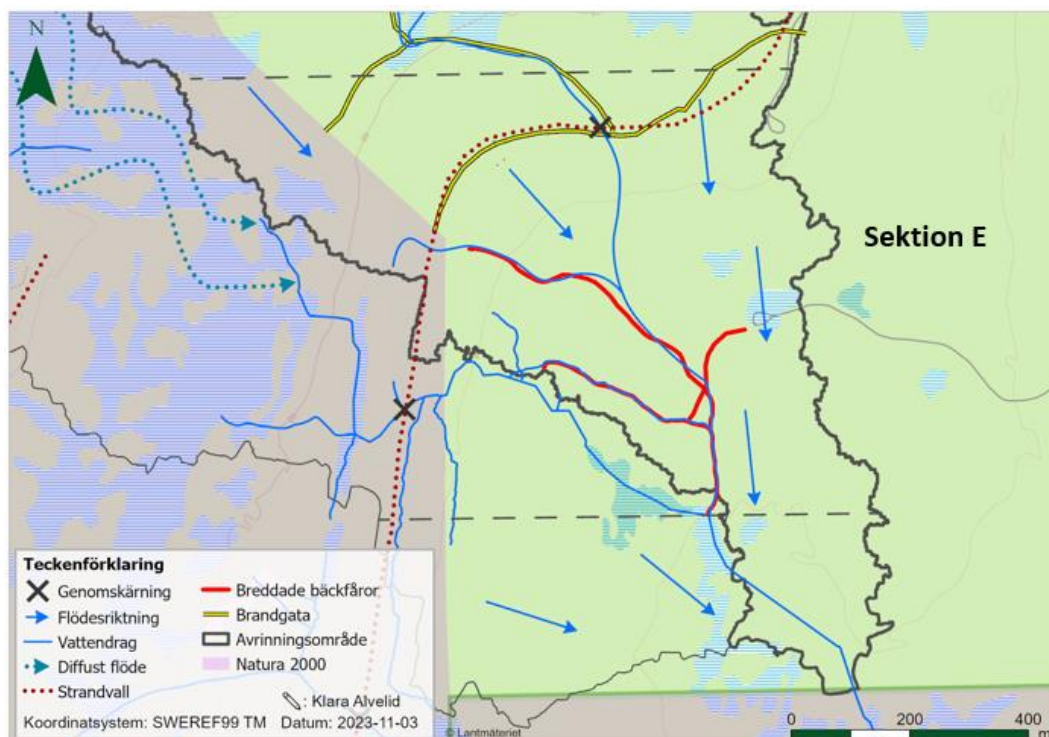 N
Sektion E
Teckenförklaring
Genomskärning
Flödesriktning
Vattendrag
Diffust flöde
Strandvall
Breddade bäckfåror
Brandgata
Avrinningsområde
Natura 2000
: Klara Alvelid
Koordinatsystem: SWEREF99 TM Datum: 2023-11-03
© Lantmäteriet
0 200 400
m